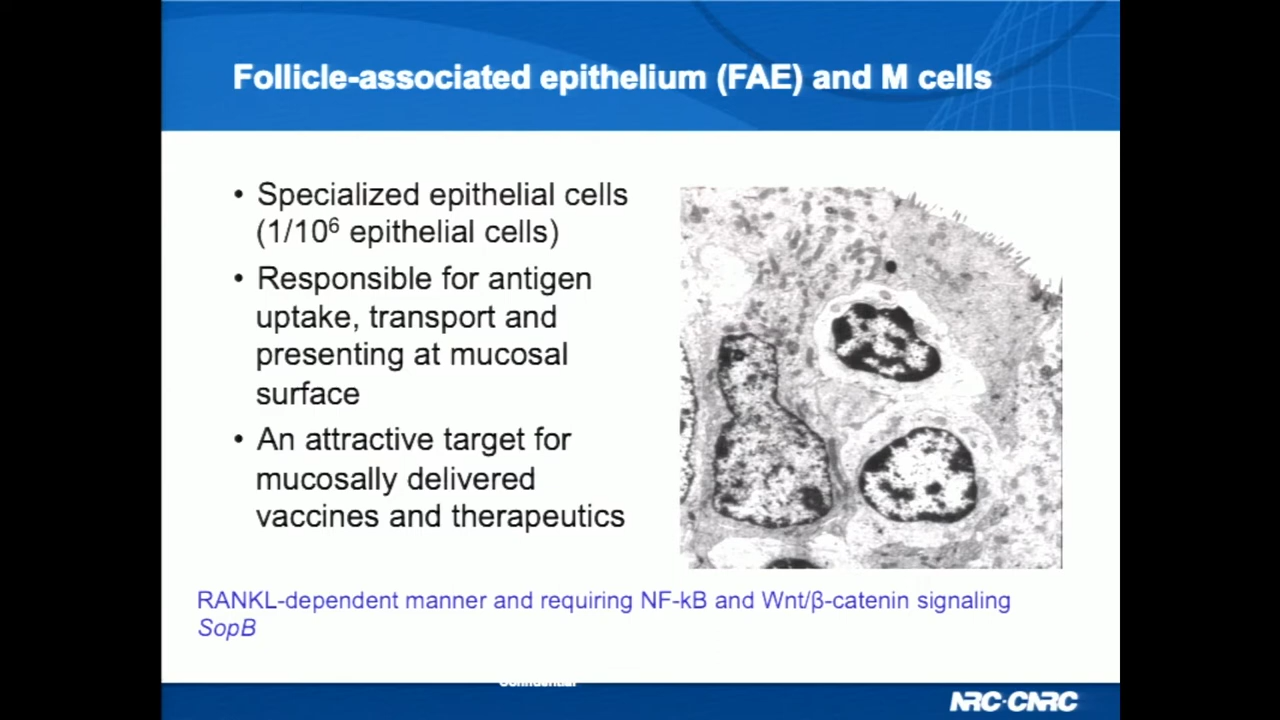 Follicle-associated epithelium (FAE) and M cells
• Specialized epithelial cells
(1/10⁶ epithelial cells)
• Responsible for antigen
uptake, transport and
presenting at mucosal
surface
• An attractive target for
mucosally delivered
vaccines and therapeutics
RANKL-dependent manner and requiring NF-kB and Wnt/β-catenin signaling
SopB
Confidential
NRC·CNRC